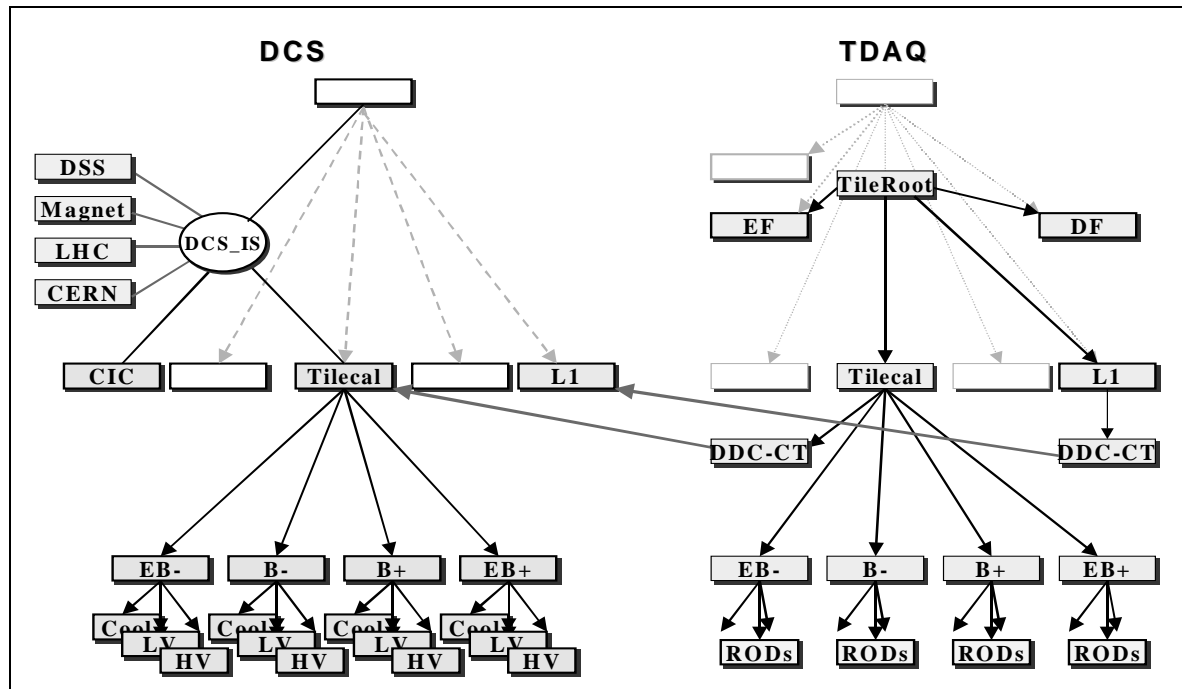 DCS
TDAQ
DSS
Magnet
LHC
CERN
DCS_IS
TileRoot
EF
DF
CIC
Tilecal
L1
Tilecal
L1
DDC-CT
DDC-CT
EB-
B-
B+
EB+
EB-
B-
B+
EB+
Cool
LV
HV
Cool
LV
HV
Cool
LV
HV
Cool
LV
HV
RODs
RODs
RODs
RODs